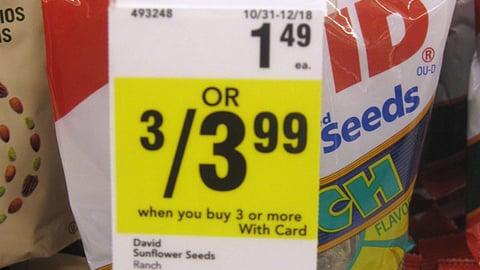 493248 10/31-12/18
1 49
ea.
OR
3/3 99
when you buy 3 or more
With Card
David
Sunflower Seeds
Ranch
®
OU-D
Seeds
FLAVO